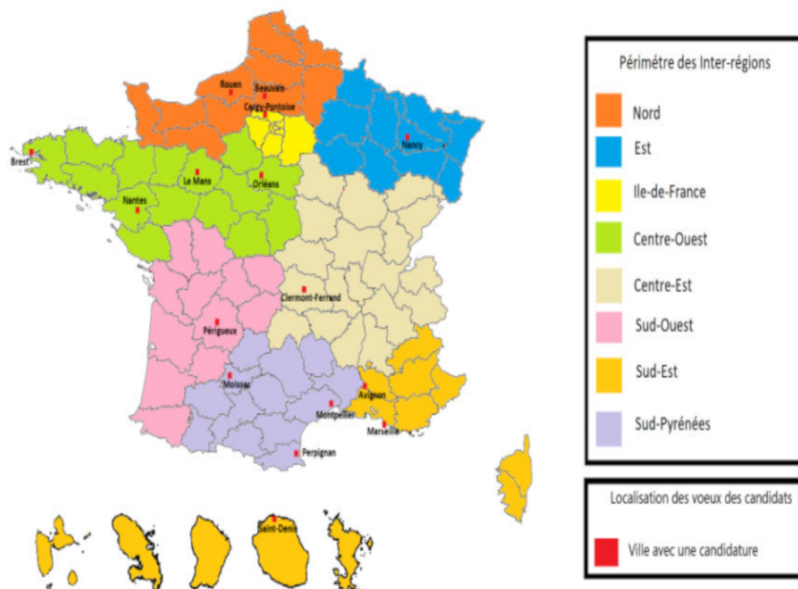 Rouen
Beauvais
Cergy-Pontoise
Nancy
Brest
Le Mans
Orléans
Nantes
Clermont-Ferrand
Périgueux
Moissac
Avignon
Montpellier
Marseille
Perpignan
Saint-Denis
Périmétre des Inter-régions
Nord
Est
Ile-de-France
Centre-Ouest
Centre-Est
Sud-Ouest
Sud-Est
Sud-Pyrénées
Localisation des voeux des candidats
Ville avec une candidature